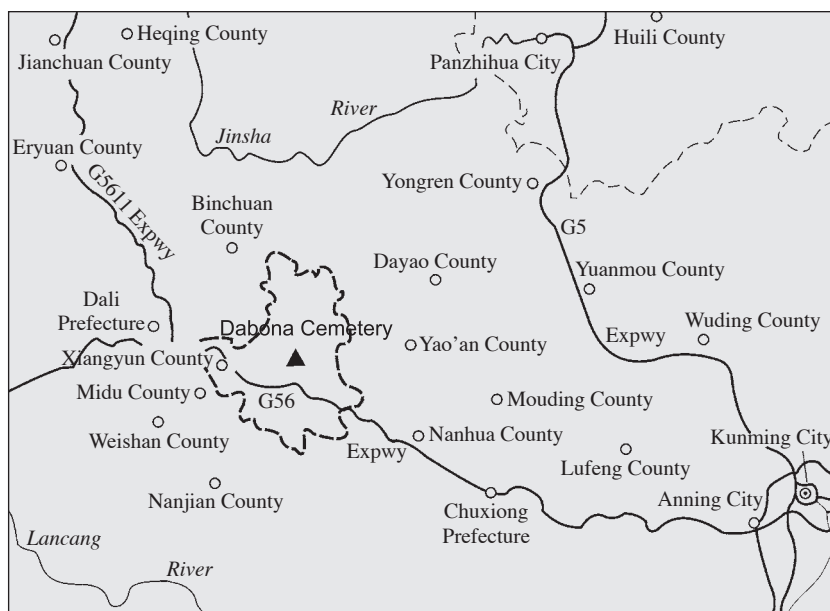 Heqing County
Huili County
Jianchuan County
Panzhihua City
River
Jinsha
Eryuan County
G5611 Expwy
Binchuan
County
Yongren County
G5
Dayao County
Yuanmou County
Dali
Prefecture
Dabona Cemetery
Expwy
Wuding County
Yao'an County
Xiangyun County
Midu County
G56
Mouding County
Weishan County
Expwy
Nanhua County
Kunming City
Lufeng County
Nanjian County
Anning City
Chuxiong
Prefecture
Lancang
River